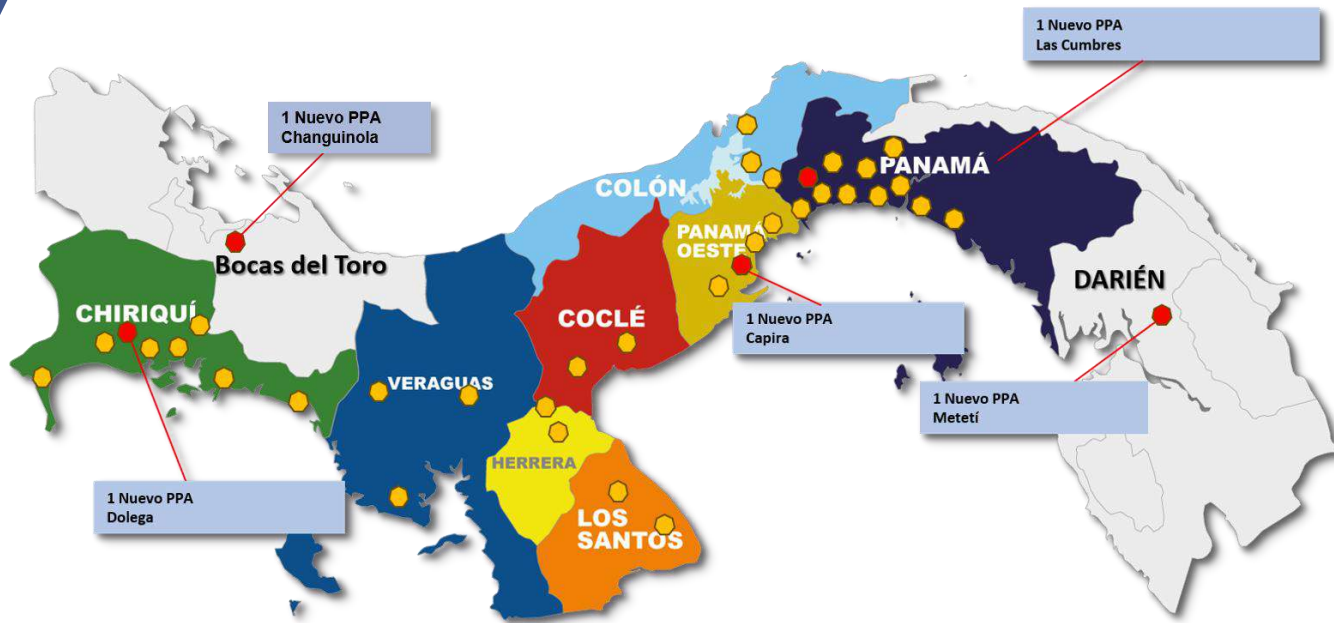 1 Nuevo PPA
Las Cumbres
1 Nuevo PPA
Changuinola
PANAMÁ
COLÓN
PANAMÁ
OESTE
Bocas del Toro
DARIÉN
CHIRIQUÍ
COCLÉ
1 Nuevo PPA
Capira
VERAGUAS
1 Nuevo PPA
Metetí
HERRERA
1 Nuevo PPA
Dolega
LOS
SANTOS